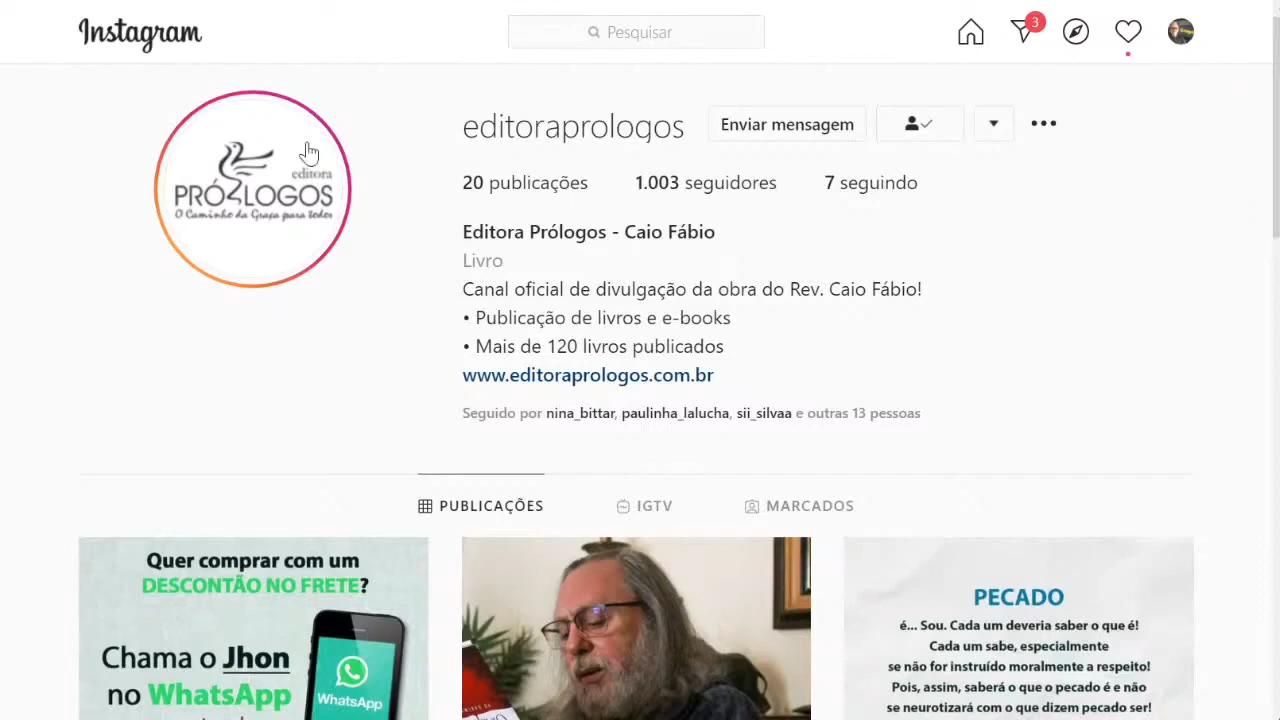 Instagram
Pesquisar
3
editoraprologos
Enviar mensagem
editora
PRÓLOGOS
O Caminho da Graça para todos
20 publicações
1.003 seguidores
7 seguindo
Editora Prólogos - Caio Fábio
Livro
Canal oficial de divulgação da obra do Rev. Caio Fábio!
• Publicação de livros e e-books
• Mais de 120 livros publicados
www.editoraprologos.com.br
Seguido por nina_bittar, paulinha_lalucha, sii_silvaa e outras 13 pessoas
PUBLICAÇÕES
IGTV
MARCADOS
Quer comprar com um
DESCONTÃO NO FRETE?
Chama o Jhon
no WhatsApp
WhatsApp
PECADO
é... Sou. Cada um deveria saber o que é!
Cada um sabe, especialmente
se não for instruído moralmente a respeito!
Pois, assim, saberá o que o pecado é e não
se neurotizará com o que dizem pecado ser!